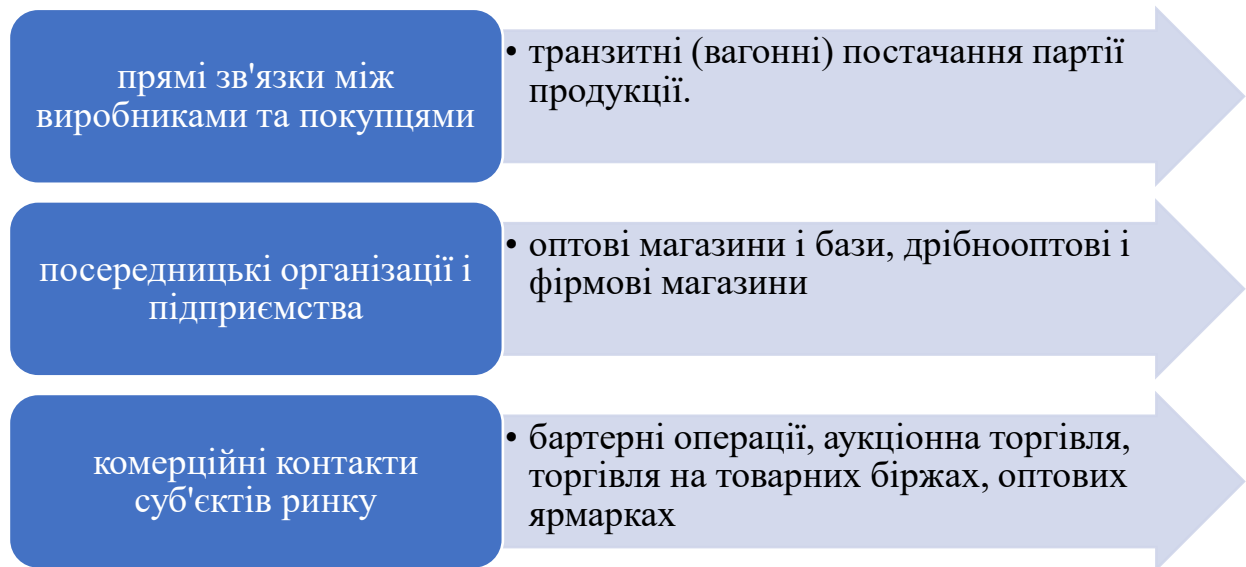 прямі зв'язки між
виробниками та покупцями
• транзитні (вагонні) постачання партії
продукції.
посередницькі організації і
підприємства
• оптові магазини і бази, дрібнооптові і
фірмові магазини
комерційні контакти
суб'єктів ринку
• бартерні операції, аукціонна торгівля,
торгівля на товарних біржах, оптових
ярмарках